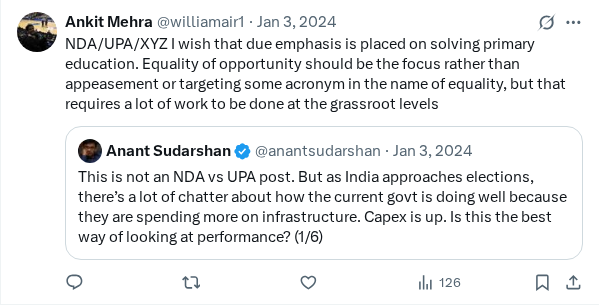 Ankit Mehra @williamair1 · Jan 3, 2024
NDA/UPA/XYZ I wish that due emphasis is placed on solving primary
education. Equality of opportunity should be the focus rather than
appeasement or targeting some acronym in the name of equality, but that
requires a lot of work to be done at the grassroot levels
Anant Sudarshan @anantsudarshan · Jan 3, 2024
This is not an NDA vs UPA post. But as India approaches elections,
there's a lot of chatter about how the current govt is doing well because
they are spending more on infrastructure. Capex is up. Is this the best
way of looking at performance? (1/6)
126